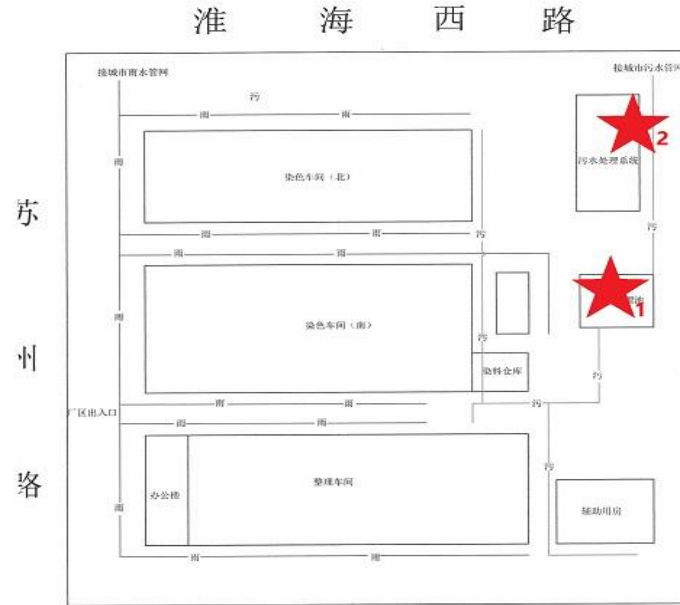 淮海西路
接城市雨水管网
接城市污水管网
污
雨 雨
2
雨
染色车间（北）
污水处理系统
苏州路
雨 雨
污
污
雨 雨
池
1
雨
染色车间（南）
污
染料仓库
污
雨 雨
污
厂区出入口
雨 雨
办公楼
整理车间
污
辅助用房
雨
雨 雨